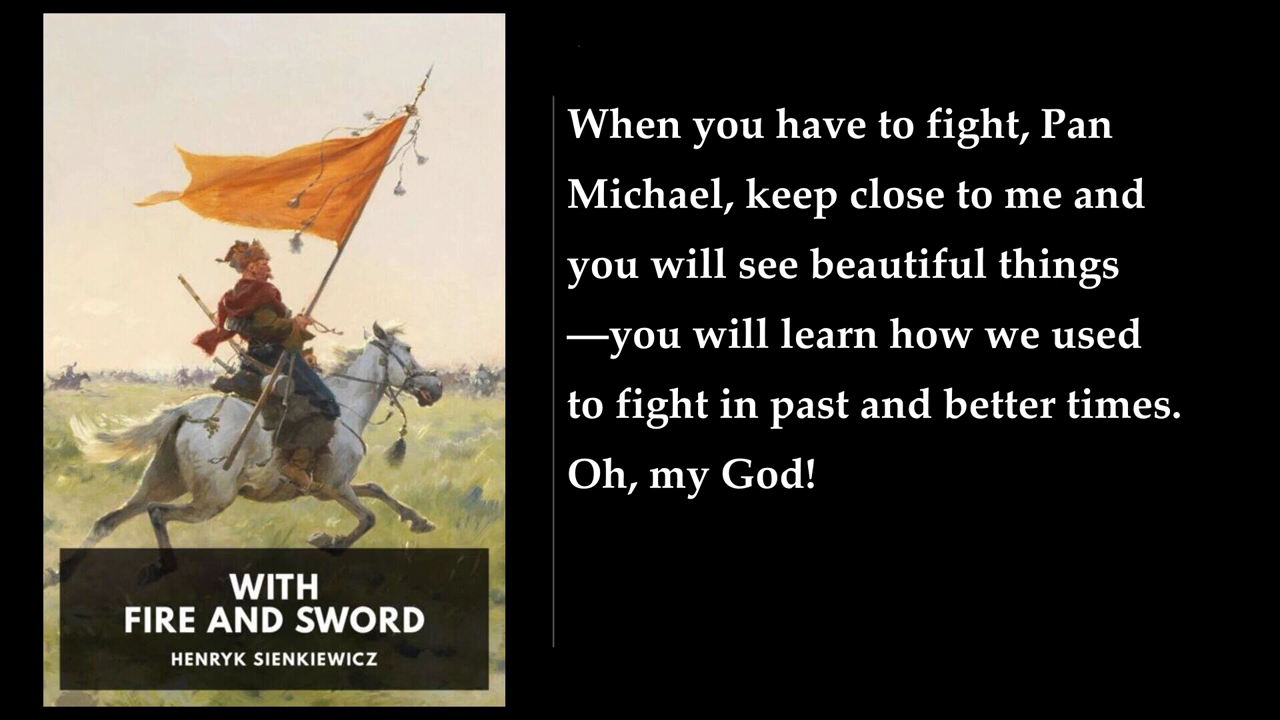 WITH
FIRE AND SWORD
HENRYK SIENKIEWICZ
When you have to fight, Pan
Michael, keep close to me and
you will see beautiful things
—you will learn how we used
to fight in past and better times.
Oh, my God!